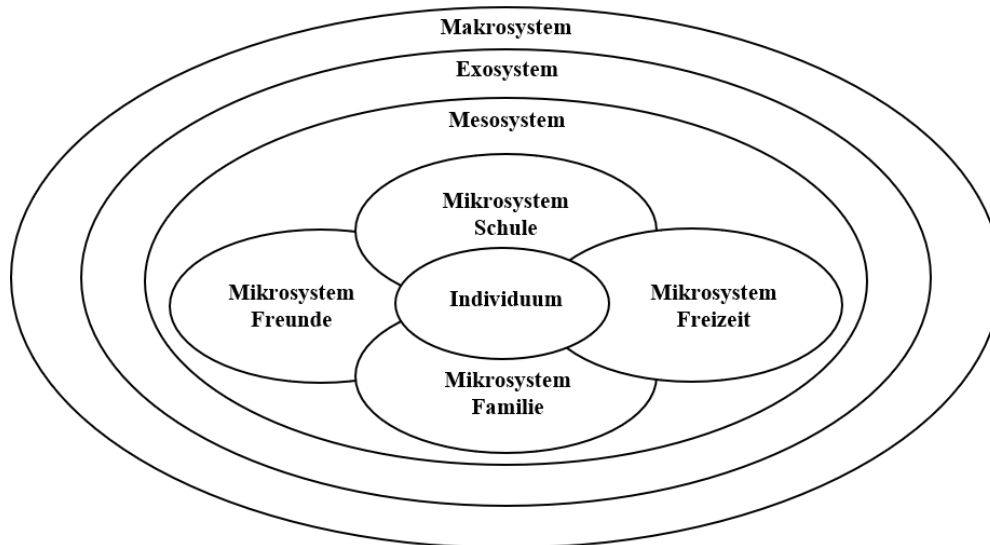 Makrosystem
Exosystem
Mesosystem
Mikrosystem
Schule
Mikrosystem
Freunde
Individuum
Mikrosystem
Freizeit
Mikrosystem
Familie